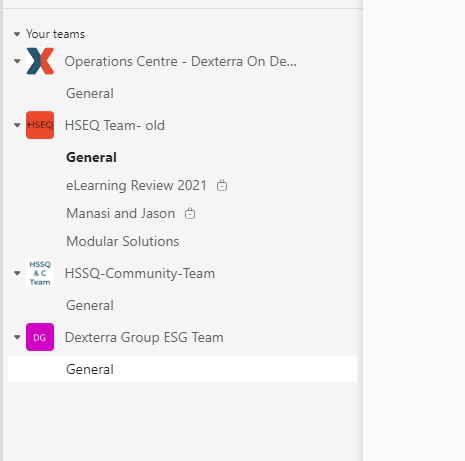 Your teams
Operations Centre - Dexterra On De...
General
HSEQ
HSEQ Team- old
General
eLearning Review 2021
Manasi and Jason
Modular Solutions
HSSQ
& C
Team
HSSQ-Community-Team
General
DG
Dexterra Group ESG Team
General